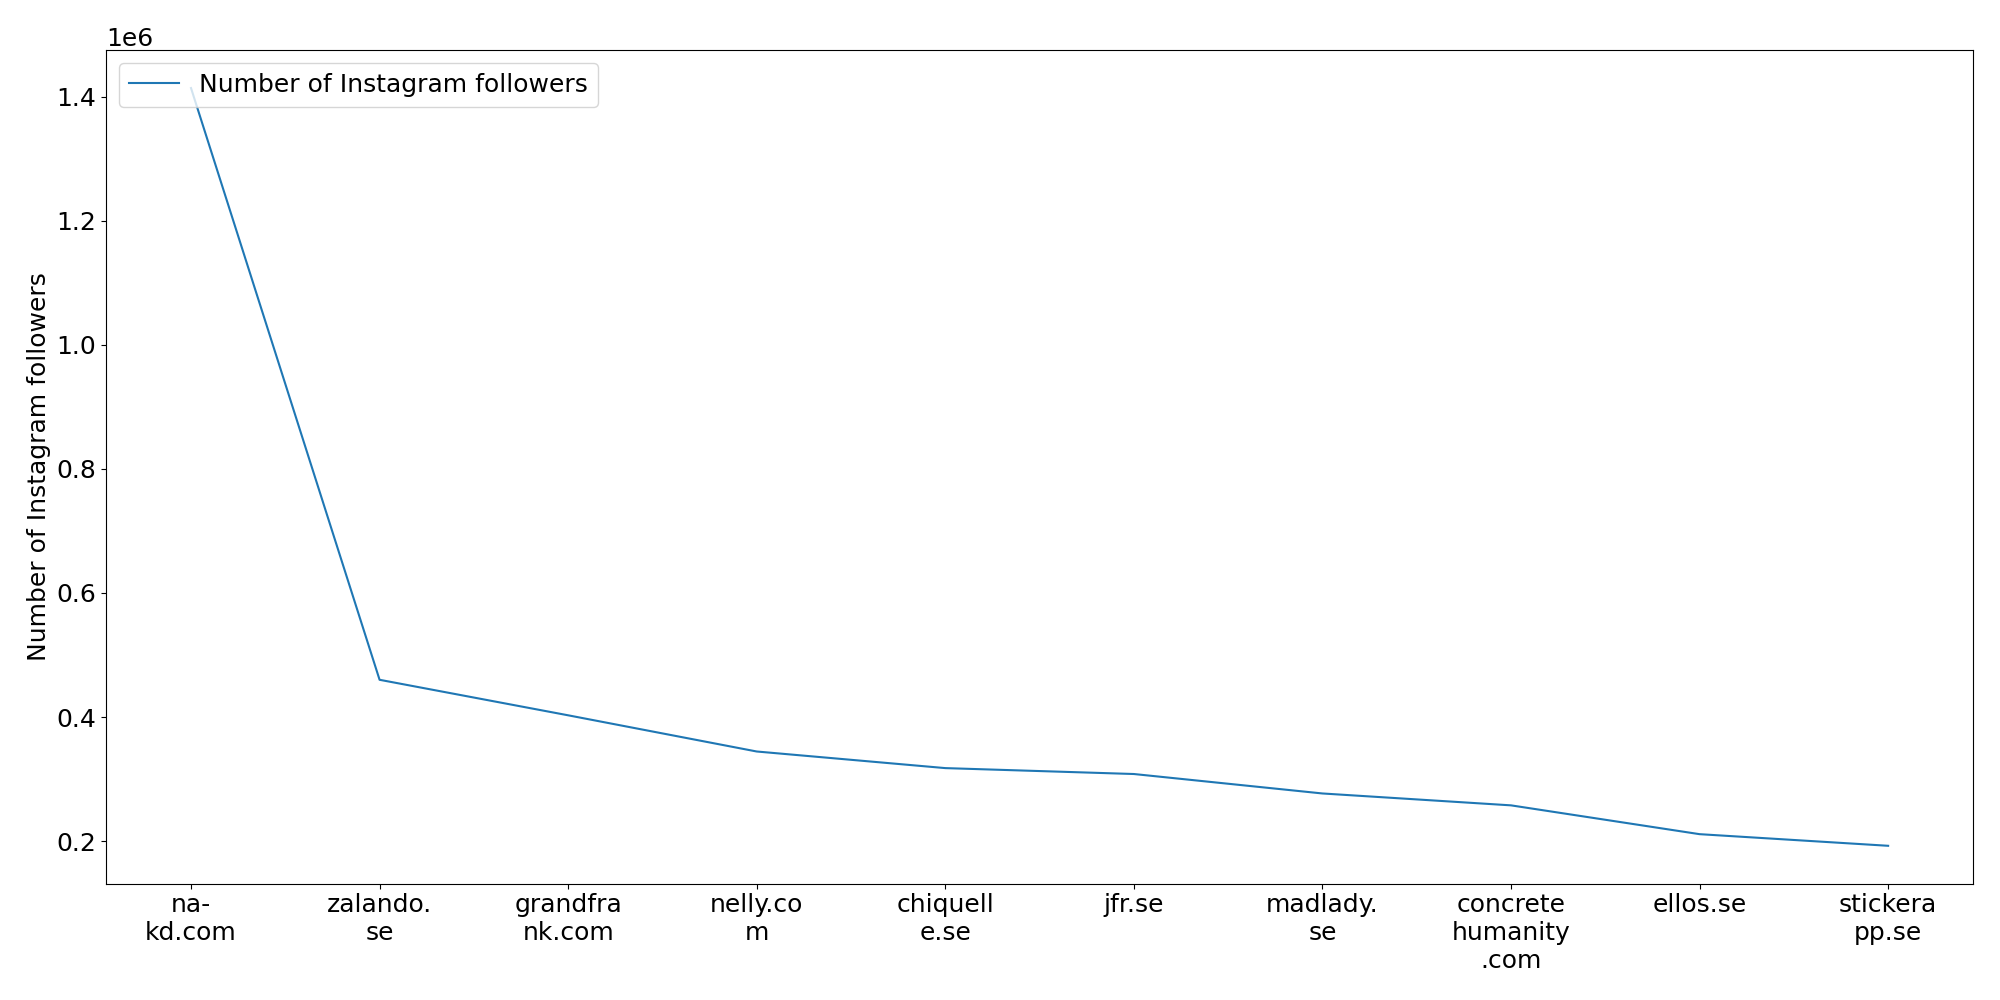 1e6
Number of Instagram followers
1.4
1.2
1.0
0.8
0.6
0.4
0.2
Number of Instagram followers
na-
kd.com
zalando.
se
grandfra
nk.com
nelly.co
m
chiquell
e.se
jfr.se
madlady.
se
concrete
humanity
.com
ellos.se
stickera
pp.se